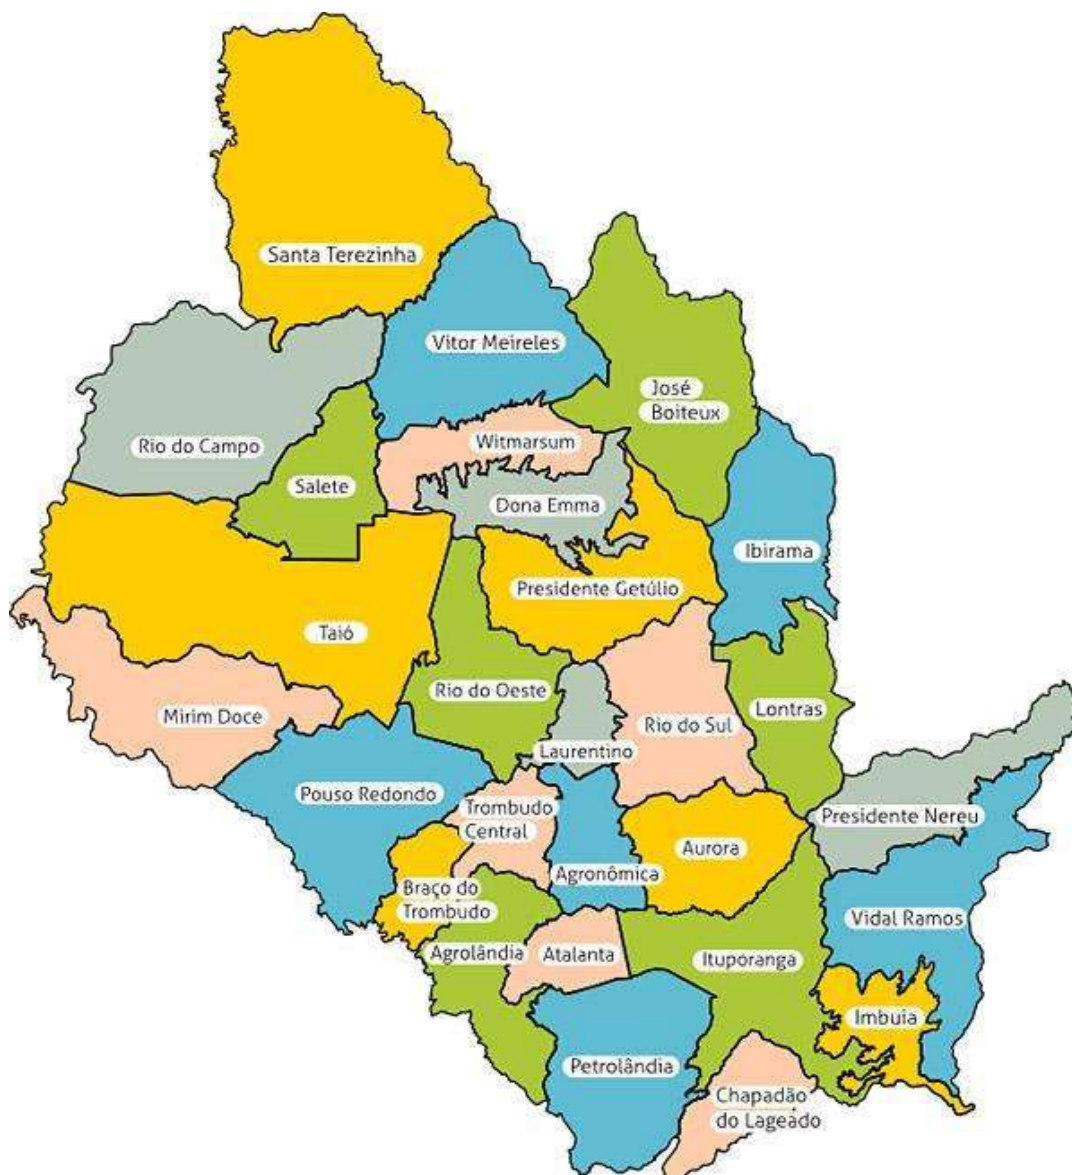 Santa Terezinha
Vitor Meireles
José
Boiteux
Rio do Campo
Witmarsum
Salete
Dona Emma
Ibirama
Presidente Getúlio
Taió
Rio do Oeste
Mirim Doce
Lontras
Rio do Sul
Laurentino
Pouso Redondo
Trombudo
Central
Presidente Nereu
Aurora
Agronômica
Braço do
Trombudo
Vidal Ramos
Agrolândia
Atalanta
Ituporanga
Imbuia
Petrolândia
Chapadão
do Lageado